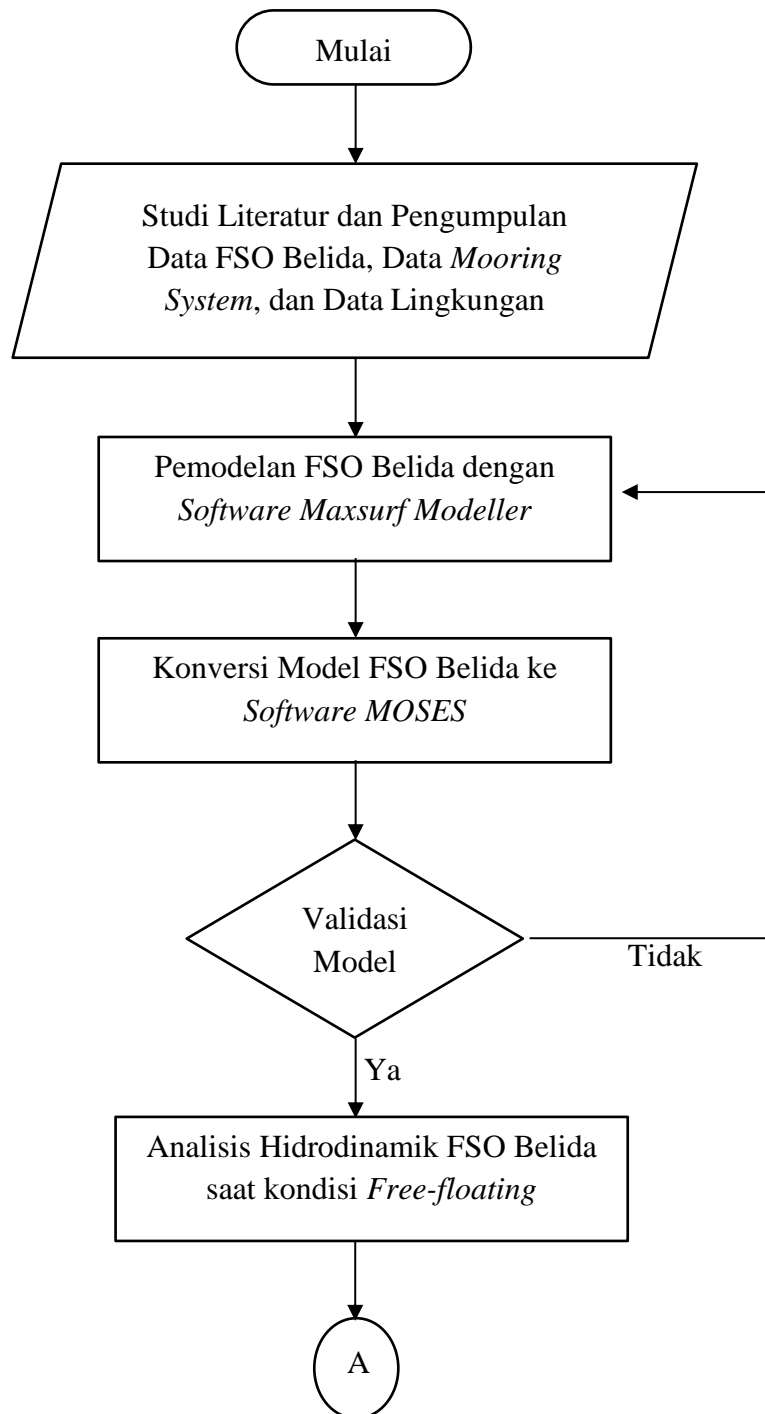 Mulai
Studi Literatur dan Pengumpulan
Data FSO Belida, Data Mooring
System, dan Data Lingkungan
Pemodelan FSO Belida dengan
Software Maxsurf Modeller
Konversi Model FSO Belida ke
Software MOSES
Validasi
Model
Tidak
Ya
Analisis Hidrodinamik FSO Belida
saat kondisi Free-floating
A